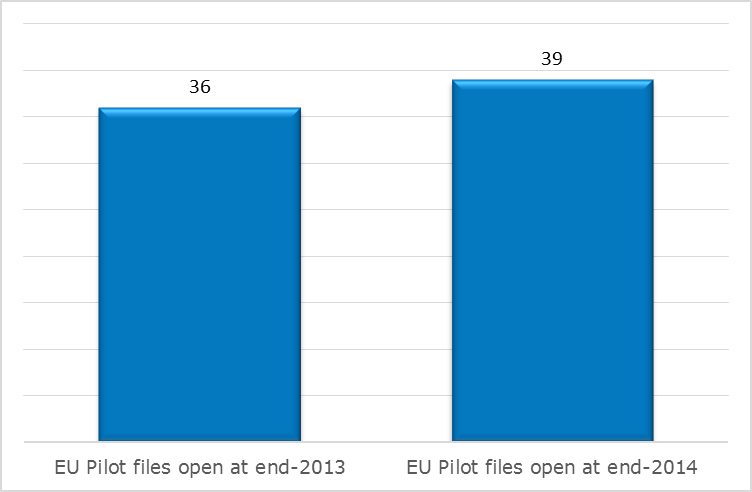 36
39
EU Pilot files open at end-2013
EU Pilot files open at end-2014